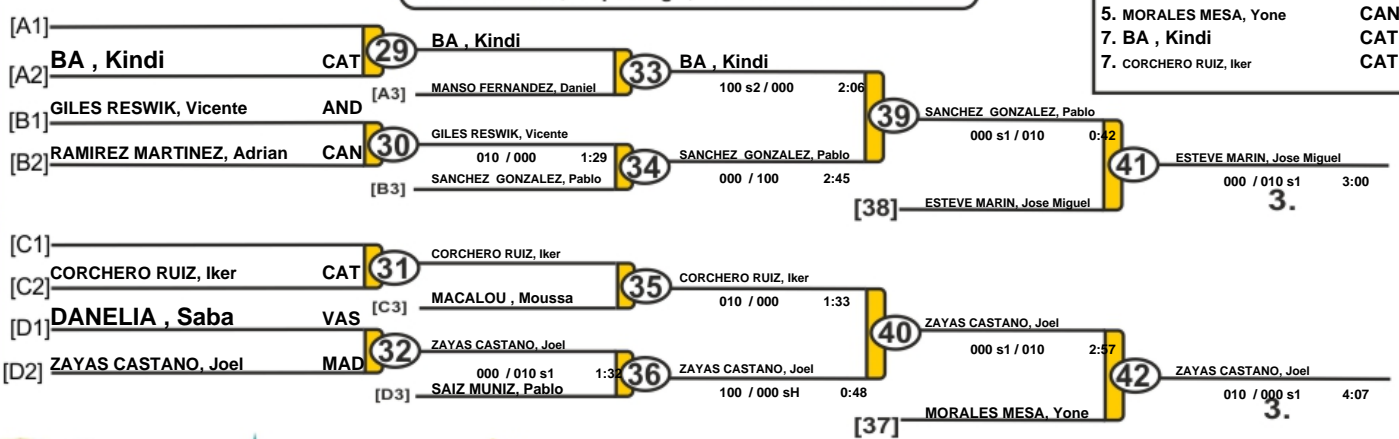 5. MORALES MESA, Yone CAN
7. BA , Kindi CAT
7. CORCHERO RUIZ, Iker CAT
[A1]
[A2] BA , Kindi CAT
29
BA , Kindi
[A3] MANSO FERNANDEZ, Daniel
33
BA , Kindi
100 s2 / 000 2:06
[B1] GILES RESWIK, Vicente AND
[B2] RAMIREZ MARTINEZ, Adrian CAN
30
GILES RESWIK, Vicente
010 / 000 1:29
[B3] SANCHEZ GONZALEZ, Pablo
34
SANCHEZ GONZALEZ, Pablo
000 / 100 2:45
39
SANCHEZ GONZALEZ, Pablo
000 s1 / 010 0:42
[38] ESTEVE MARIN, Jose Miguel
41
ESTEVE MARIN, Jose Miguel
000 / 010 s1 3:00
3.
[C1]
[C2] CORCHERO RUIZ, Iker CAT
31
CORCHERO RUIZ, Iker
[C3] MACALOU , Moussa
35
CORCHERO RUIZ, Iker
010 / 000 1:33
[D1] DANELIA , Saba VAS
[D2] ZAYAS CASTANO, Joel MAD
32
ZAYAS CASTANO, Joel
000 / 010 s1
[D3] SAIZ MUNIZ, Pablo
36
ZAYAS CASTANO, Joel
100 / 000 sH 0:48
40
ZAYAS CASTANO, Joel
000 s1 / 010 2:57
[37] MORALES MESA, Yone
42
ZAYAS CASTANO, Joel
010 / 000 s1 4:07
3.